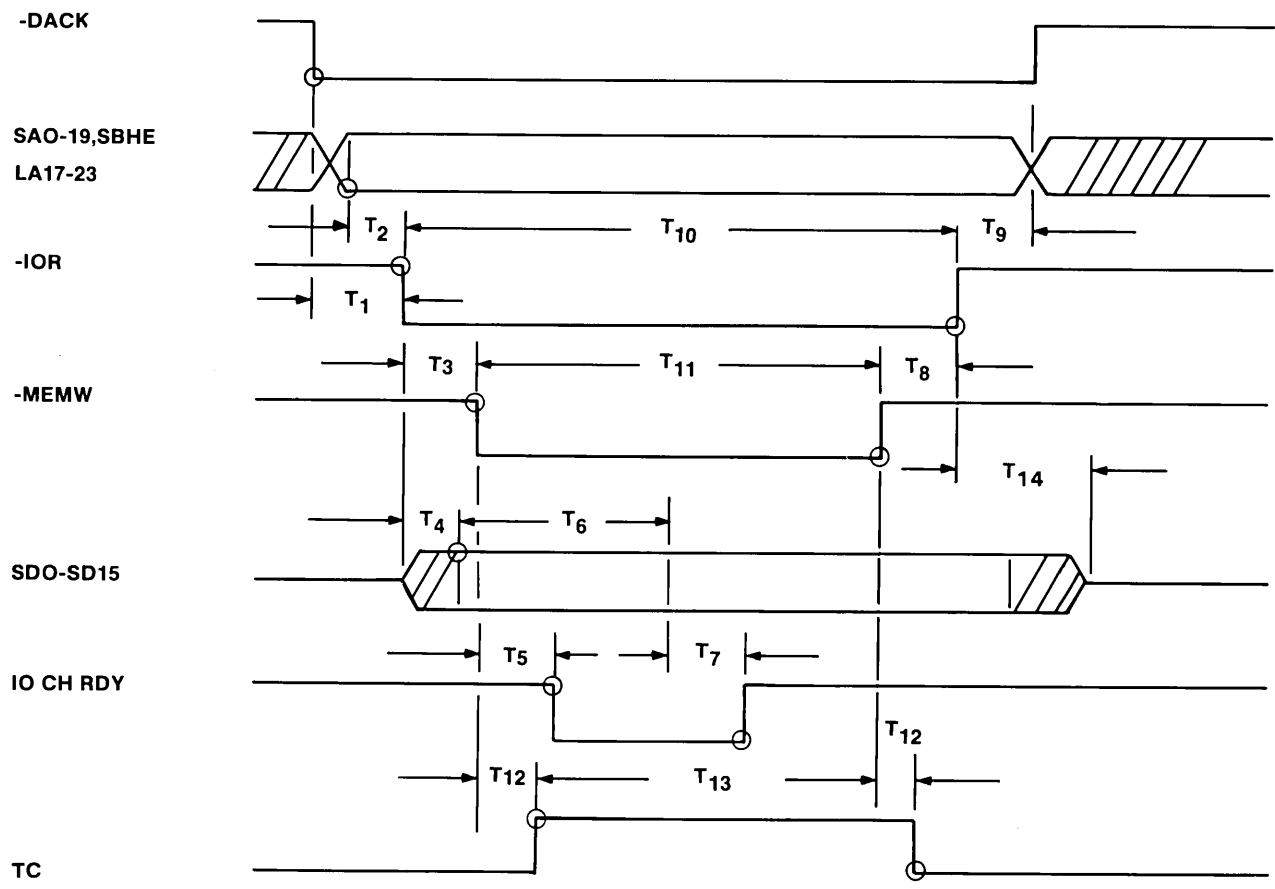 -DACK
SAO-19,SBHE
LA17-23
T2
T10
T9
-IOR
T1
T3
T11
T8
-MEMW
T14
T4
T6
SDO-SD15
T5
T7
IO CH RDY
T12
T12
T13
TC